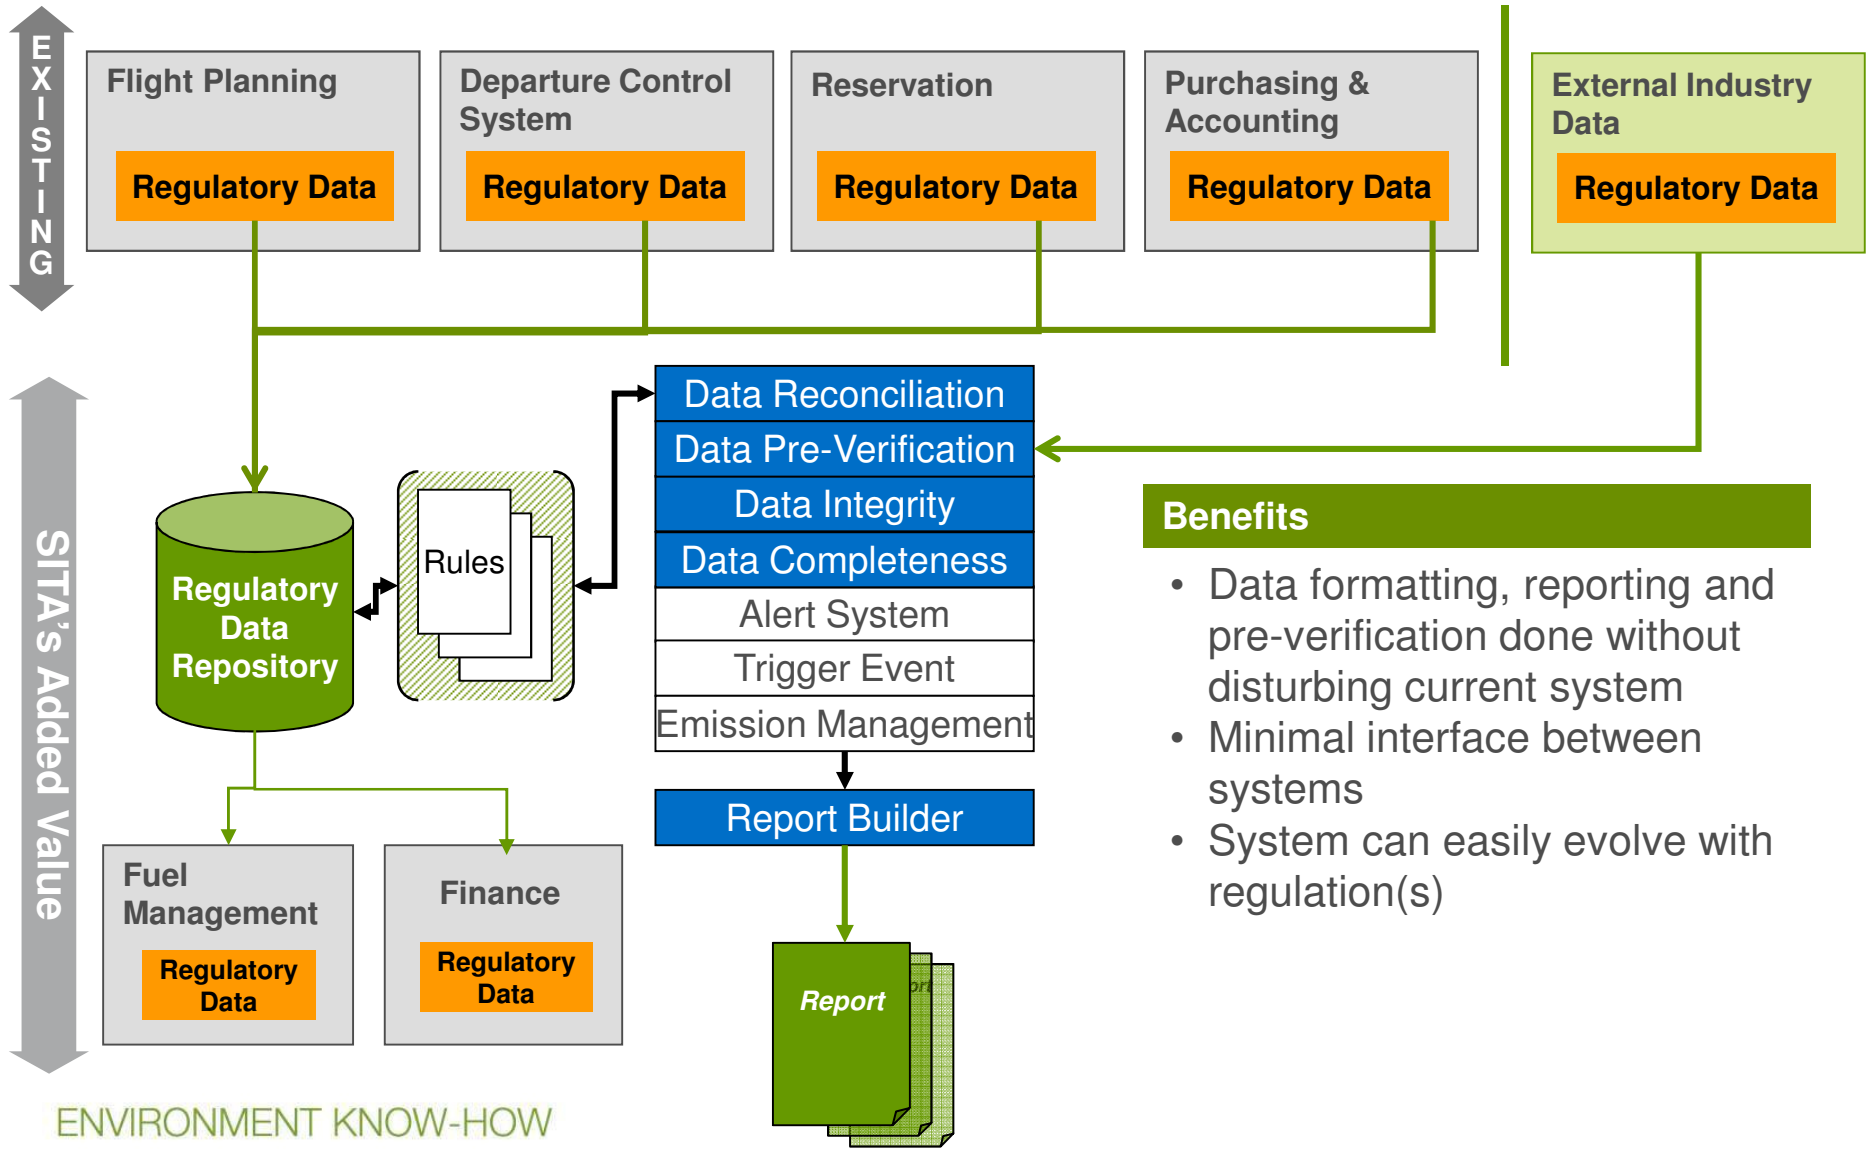 EXISTING
Flight Planning
Regulatory Data
Departure Control
System
Regulatory Data
Reservation
Regulatory Data
Purchasing &
Accounting
Regulatory Data
External Industry
Data
Regulatory Data
SITA's Added Value
Regulatory
Data
Repository
Rules
Data Reconciliation
Data Pre-Verification
Data Integrity
Data Completeness
Alert System
Trigger Event
Emission Management
Report Builder
Report
ort
Fuel
Management
Regulatory
Data
Finance
Regulatory
Data
Benefits
• Data formatting, reporting and
pre-verification done without
disturbing current system
• Minimal interface between
systems
• System can easily evolve with
regulation(s)
ENVIRONMENT KNOW-HOW